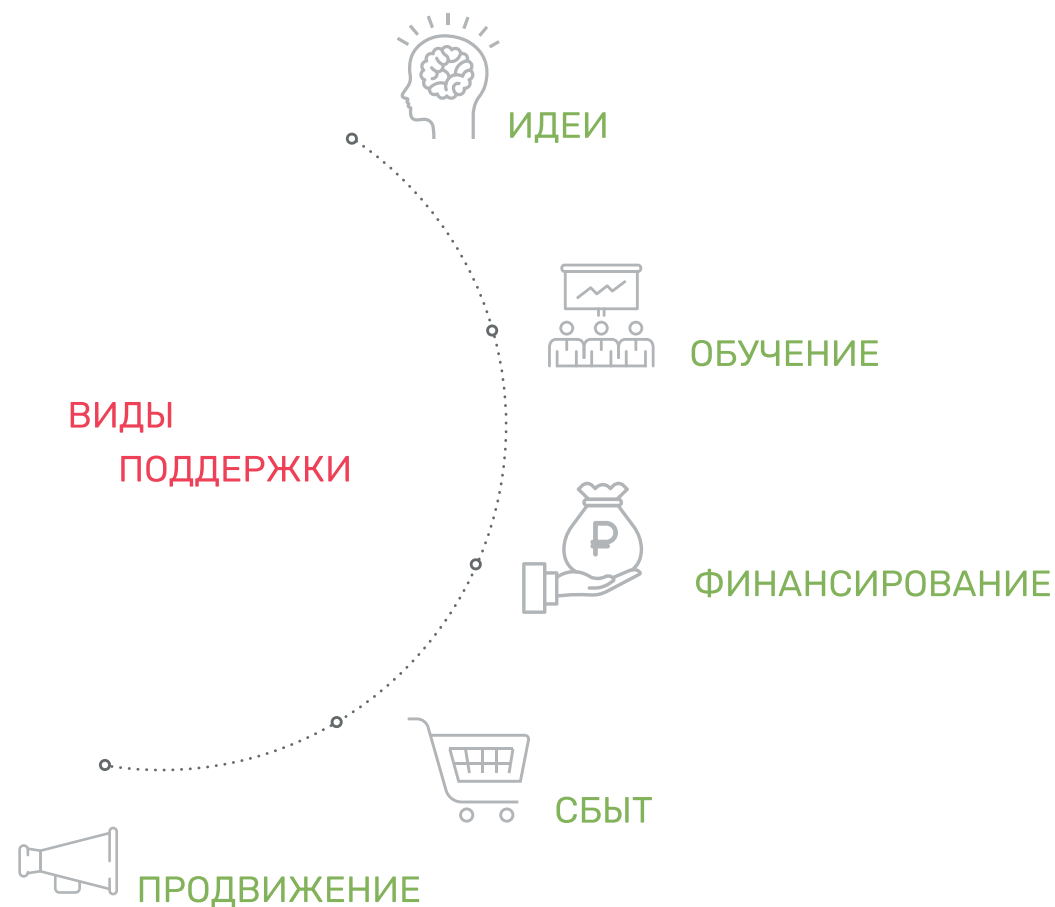 ИДЕИ
ОБУЧЕНИЕ
ВИДЫ
ПОДДЕРЖКИ
ФИНАНСИРОВАНИЕ
СБЫТ
ПРОДВИЖЕНИЕ